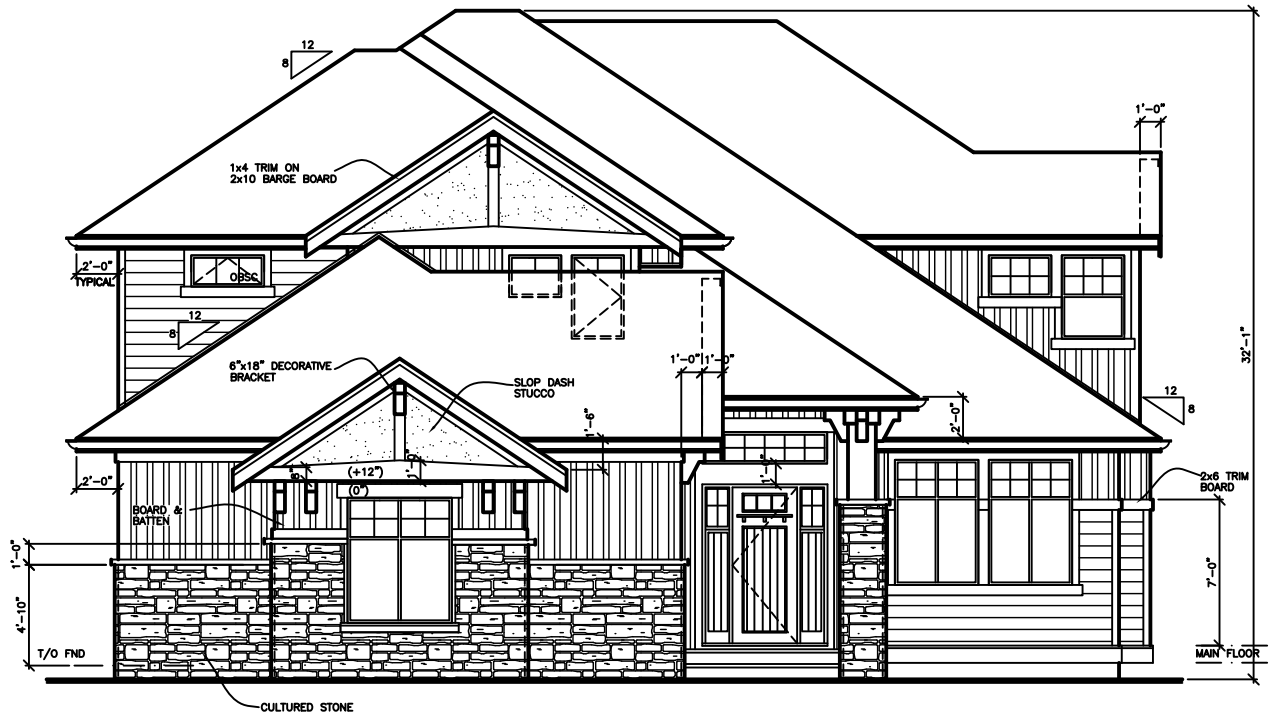 12
8
1'-0"
1x4 TRIM ON
2x10 BARGE BOARD
2'-0"
TYPICAL
OBSC.
12
8
32'-1"
6"x18" DECORATIVE
BRACKET
SLOP DASH
STUCCO
1'-0" 1'-0"
2'-0"
12
8
1'-6"
8"
(+12")
(0")
2'-0"
2x6 TRIM
BOARD
BOARD &
BATTEN
1'-0"
4'-10"
7'-0"
T/O FND
MAIN FLOOR
CULTURED STONE